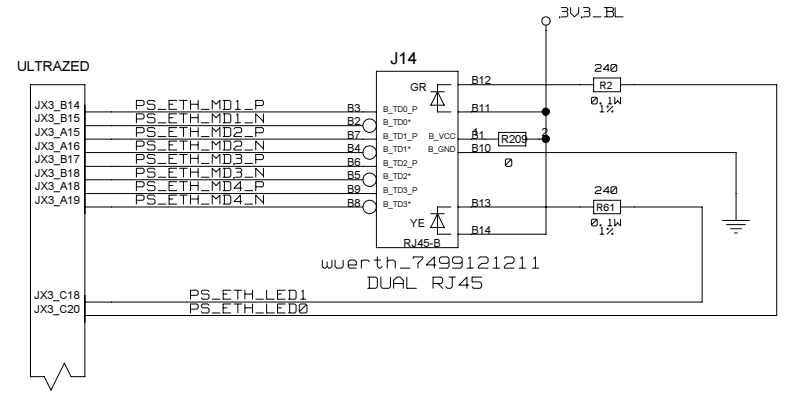 3V3_BL
J14
ULTRAZED
240
GR
B12
R2
0.1W
1%
JX3_B14 PS_ETH_MD1_P B3 B_TD0_P
B11
JX3_B15 PS_ETH_MD1_N B2 B_TD0*
JX3_A15 PS_ETH_MD2_P B7 B_TD1_P
B_VCC B1 1 R209 2
JX3_A16 PS_ETH_MD2_N B4 B_TD1*
B_GND B10
JX3_B17 PS_ETH_MD3_P B6 B_TD2_P
0
JX3_B18 PS_ETH_MD3_N B5 B_TD2*
JX3_A18 PS_ETH_MD4_P B9 B_TD3_P
240
JX3_A19 PS_ETH_MD4_N B8 B_TD3*
B13
R61
0.1W
1%
YE
B14
RJ45-B
wuerth_7499121211
DUAL RJ45
JX3_C18 PS_ETH_LED1
JX3_C20 PS_ETH_LED0